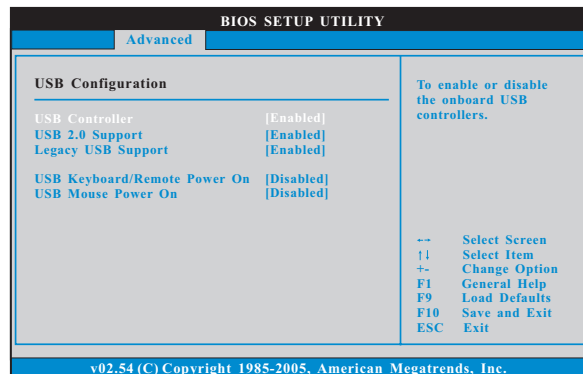 BIOS SETUP UTILITY
Advanced
USB Configuration
USB Controller [Enabled]
USB 2.0 Support [Enabled]
Legacy USB Support [Enabled]
USB Keyboard/Remote Power On [Disabled]
USB Mouse Power On [Disabled]
To enable or disable
the onboard USB
controllers.
←→ Select Screen
↑↓ Select Item
+- Change Option
F1 General Help
F9 Load Defaults
F10 Save and Exit
ESC Exit
v02.54 (C) Copyright 1985-2005, American Megatrends, Inc.